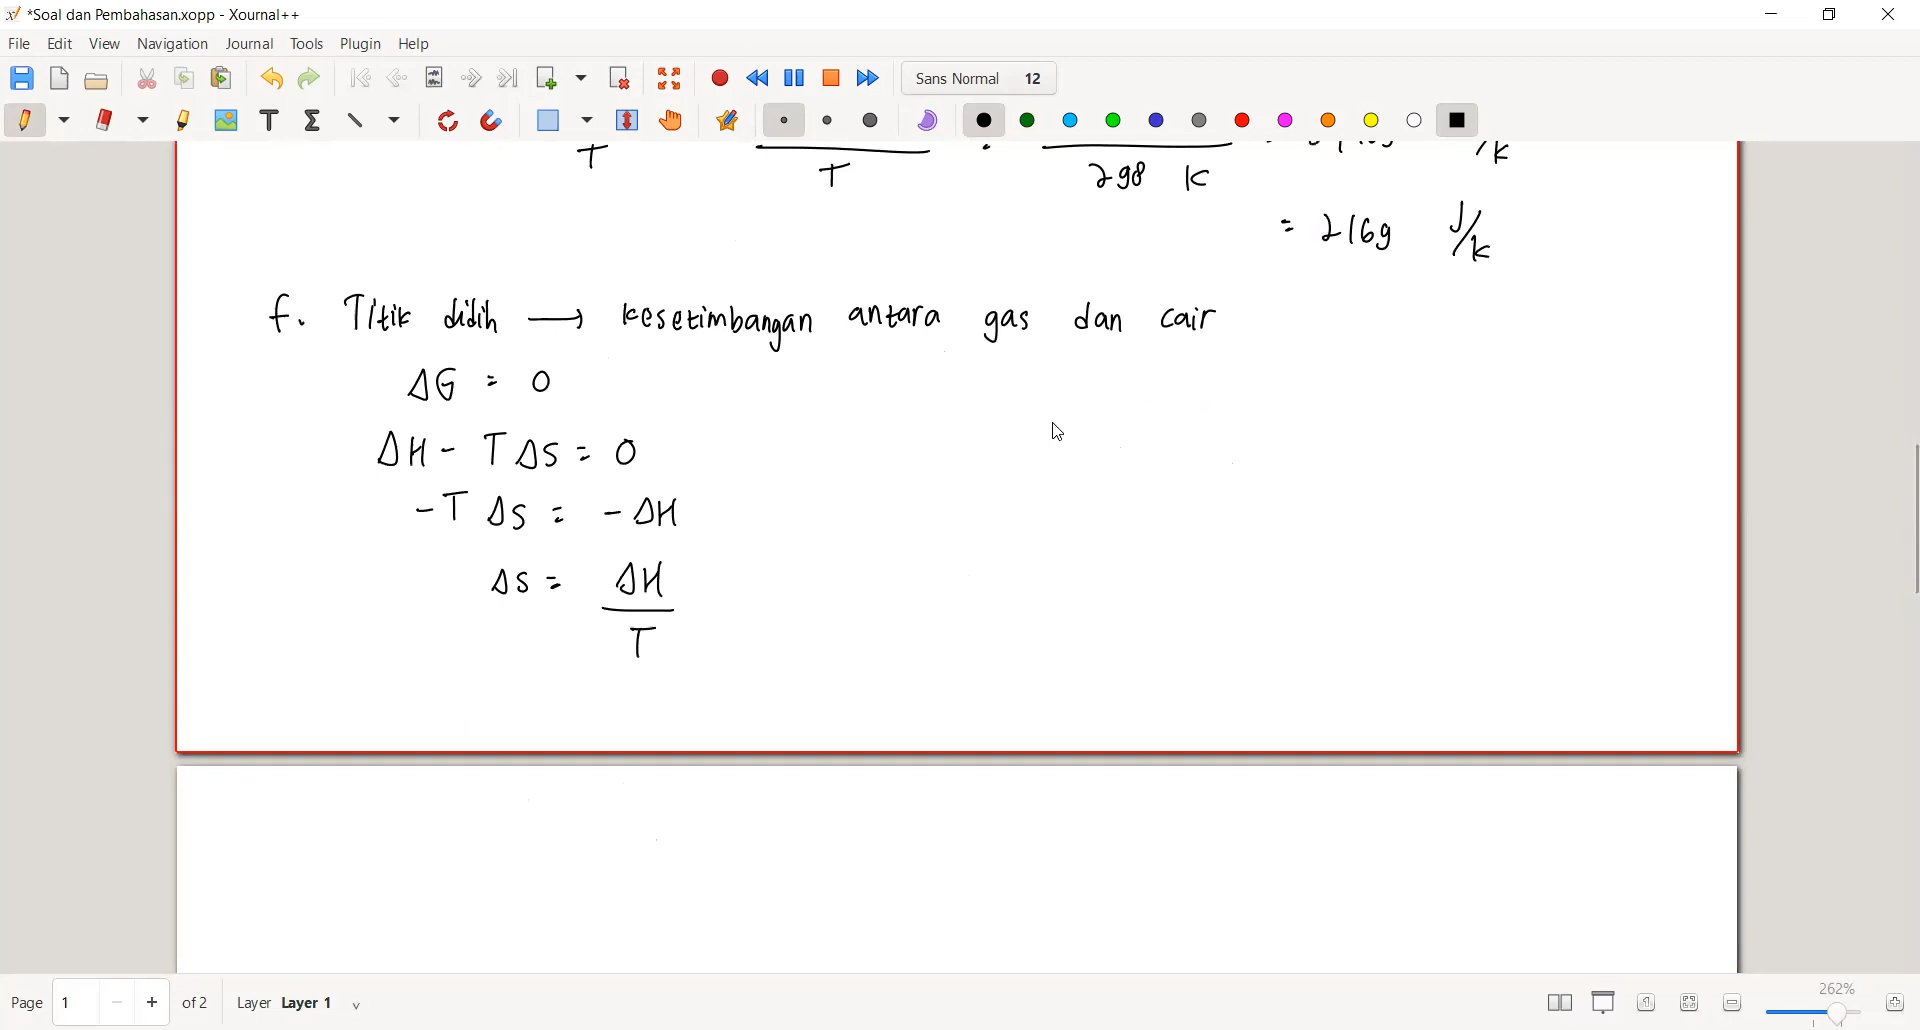 *Soal dan Pembahasan.xopp - Xournal++
File Edit View Navigation Journal Tools Plugin Help
Sans Normal 12
T
T
298 K
/K
= 2169 J/K
f. Titik didih → kesetimbangan antara gas dan cair
ΔG = 0
ΔH - TΔS = 0
-T ΔS = -ΔH
ΔS = ΔH
T
Page 1 of 2 Layer Layer 1
262%